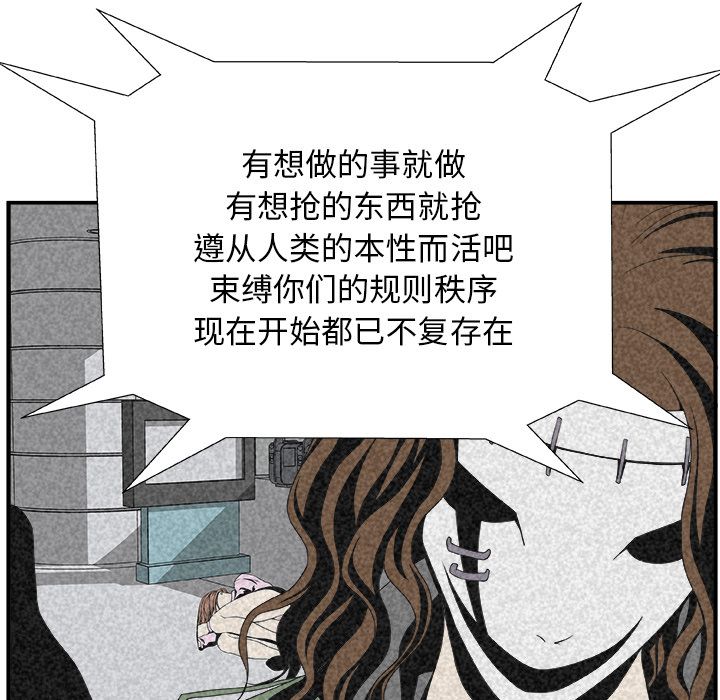 有想做的事就做
有想抢的东西就抢
遵从人类的本性而活吧
束缚你们的规则秩序
现在开始都已不复存在